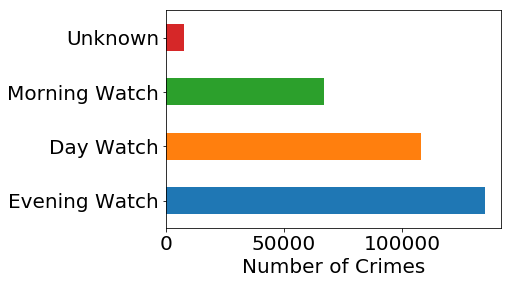 Unknown
Morning Watch
Day Watch
Evening Watch
0 50000 100000
Number of Crimes